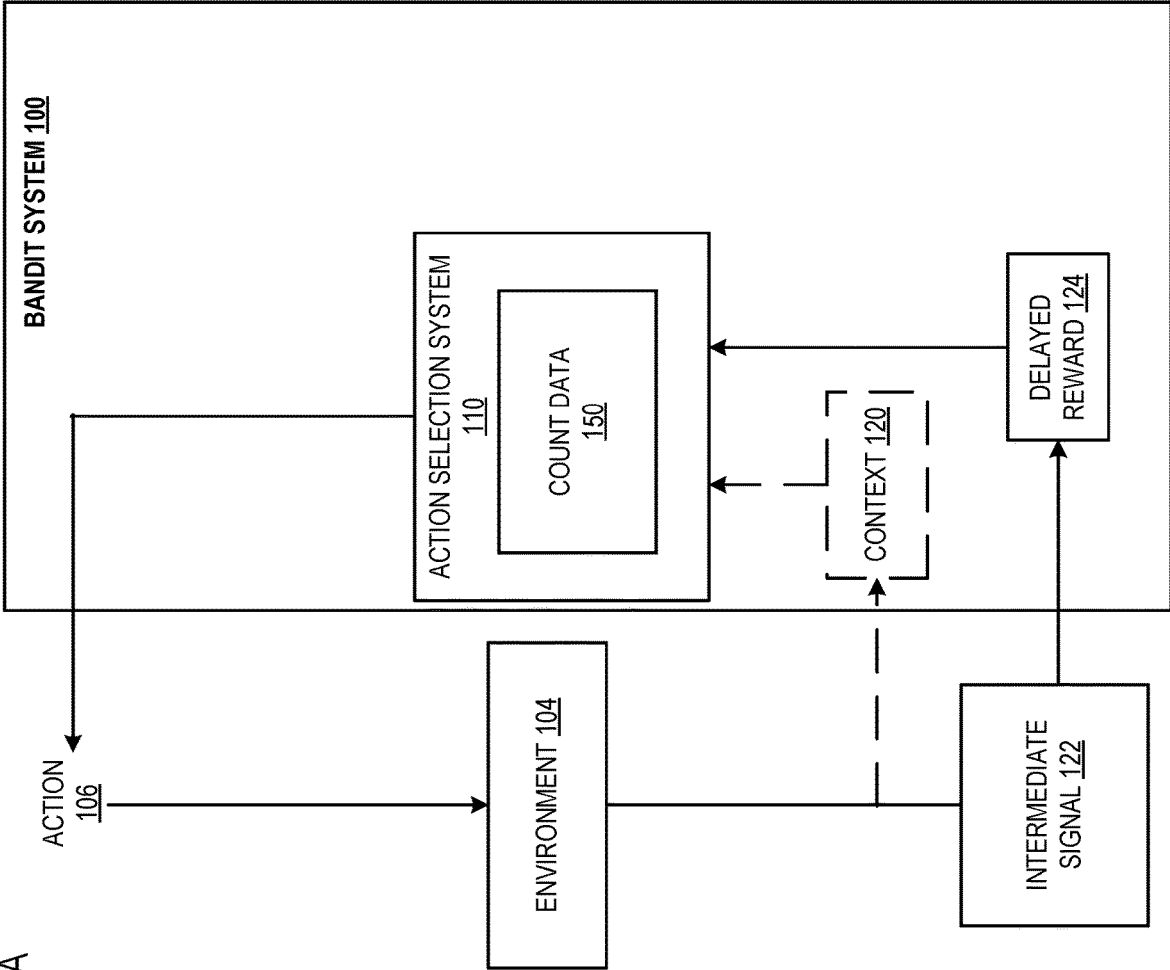 BANDIT SYSTEM 100
ACTION
106
ACTION SELECTION SYSTEM
110
COUNT DATA
150
ENVIRONMENT 104
CONTEXT 120
INTERMEDIATE
SIGNAL 122
DELAYED
REWARD 124
A